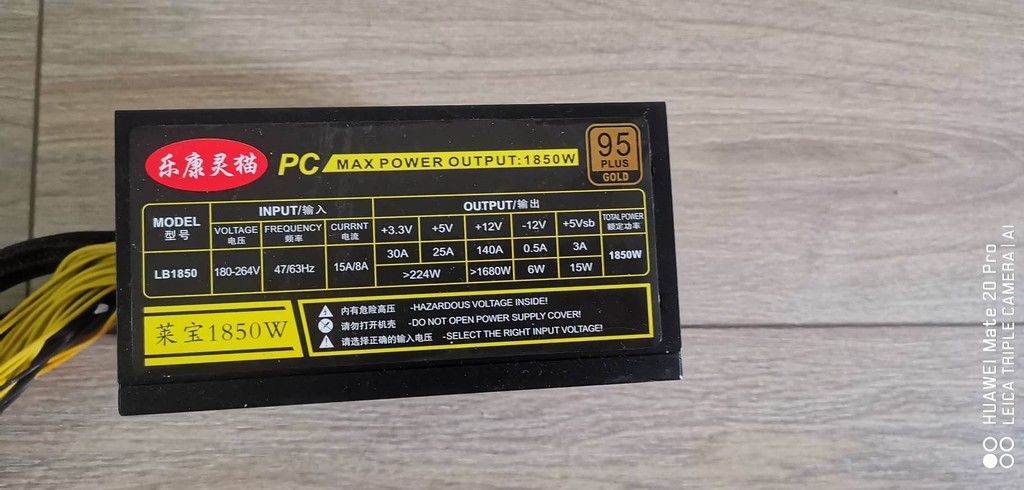 乐康灵猫 PC MAX POWER OUTPUT:1850W
95
PLUS
GOLD
MODEL 型号 INPUT/输入 OUTPUT/输出
VOLTAGE 电压 FREQUENCY 频率 CURRNT 电流 +3.3V +5V +12V -12V +5Vsb TOTAL POWER 额定功率
LB1850 180-264V 47/63Hz 15A/8A 30A 25A 140A 0.5A 3A 1850W
>224W >1680W 6W 15W
莱宝1850W
内有危险高压 -HAZARDOUS VOLTAGE INSIDE!
请勿打开机壳 -DO NOT OPEN POWER SUPPLY COVER!
请选择正确的输入电压 -SELECT THE RIGHT INPUT VOLTAGE!
HUAWEI Mate 20 Pro
LEICA TRIPLE CAMERA | AI